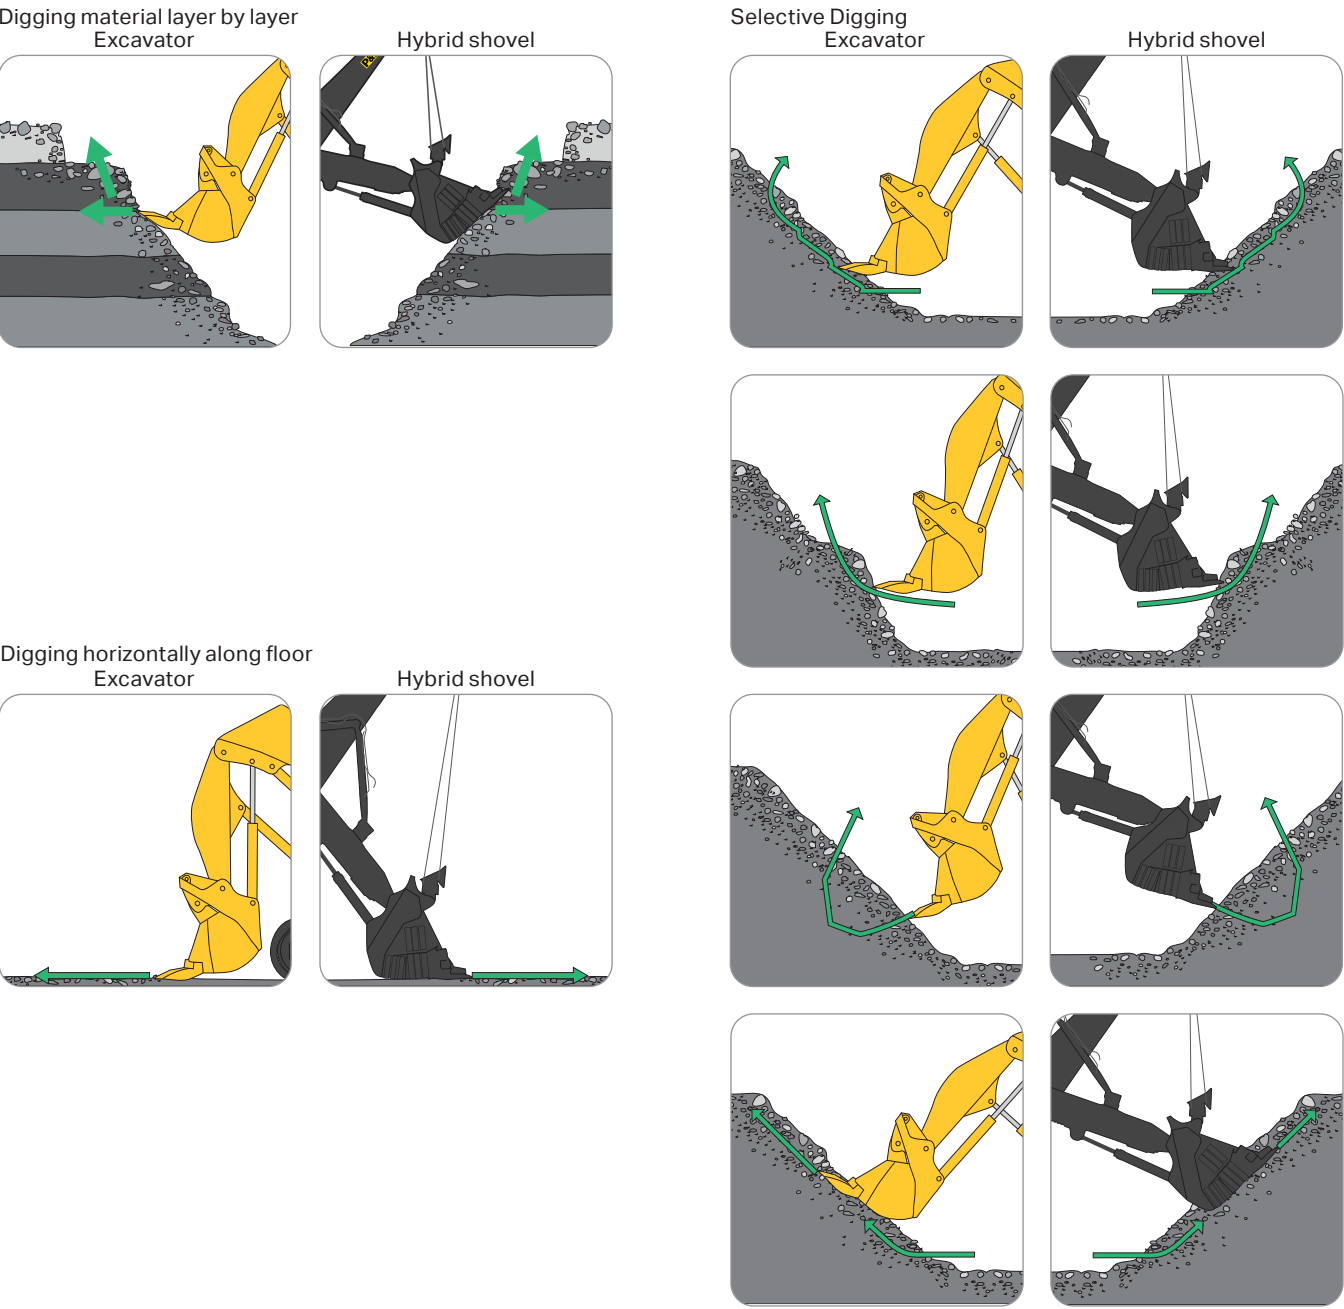 Digging material layer by layer
Excavator
Hybrid shovel
Digging horizontally along floor
Excavator
Hybrid shovel
Selective Digging
Excavator
Hybrid shovel